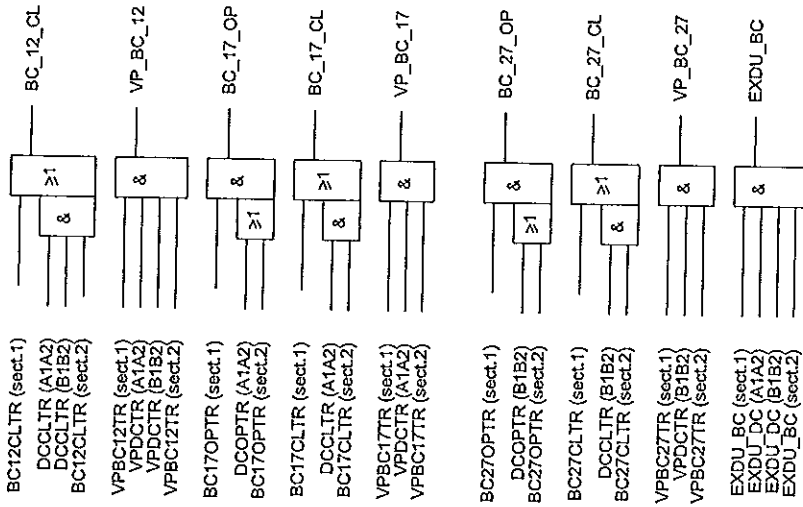 BC12CLTR (sect.1)
DCCLTR (A1A2)
DCCLTR (B1B2)
BC12CLTR (sect.2)
≥1
&
BC_12_CL
VPBC12TR (sect.1)
VPDCTR (A1A2)
VPDCTR (B1B2)
VPBC12TR (sect.2)
&
VP_BC_12
BC17OPTR (sect.1)
DCOPTR (A1A2)
BC17OPTR (sect.2)
&
≥1
BC_17_OP
BC17CLTR (sect.1)
DCCLTR (A1A2)
BC17CLTR (sect.2)
≥1
&
BC_17_CL
VPBC17TR (sect.1)
VPDCTR (A1A2)
VPBC17TR (sect.2)
&
VP_BC_17
BC27OPTR (sect.1)
DCOPTR (B1B2)
BC27OPTR (sect.2)
&
≥1
BC_27_OP
BC27CLTR (sect.1)
DCCLTR (B1B2)
BC27CLTR (sect.2)
≥1
&
BC_27_CL
VPBC27TR (sect.1)
VPDCTR (B1B2)
VPBC27TR (sect.2)
&
VP_BC_27
EXDU_BC (sect.1)
EXDU_DC (A1A2)
EXDU_DC (B1B2)
EXDU_BC (sect.2)
&
EXDU_BC